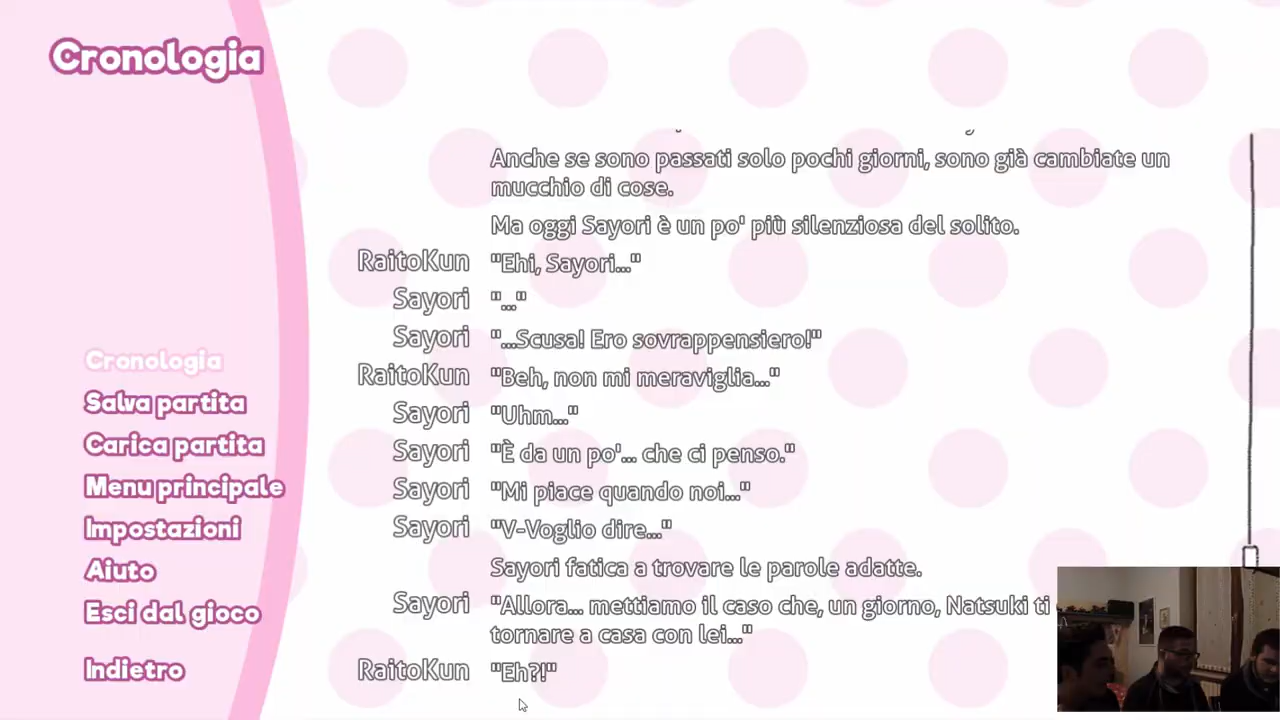 Cronologia
Anche se sono passati solo pochi giorni, sono già cambiate un
mucchio di cose.
Ma oggi Sayori è un po' più silenziosa del solito.
RaitoKun "Ehi, Sayori..."
Sayori "..."
Sayori "...Scusa! Ero sovrappensiero!"
RaitoKun "Beh, non mi meraviglia..."
Sayori "Uhm..."
Sayori "È da un po'... che ci penso."
Sayori "Mi piace quando noi..."
Sayori "V-Voglio dire..."
Sayori fatica a trovare le parole adatte.
Sayori "Allora... mettiamo il caso che, un giorno, Natsuki ti
tornare a casa con lei..."
RaitoKun "Eh?!"
Cronologia
Salva partita
Carica partita
Menu principale
Impostazioni
Aiuto
Esci dal gioco
Indietro